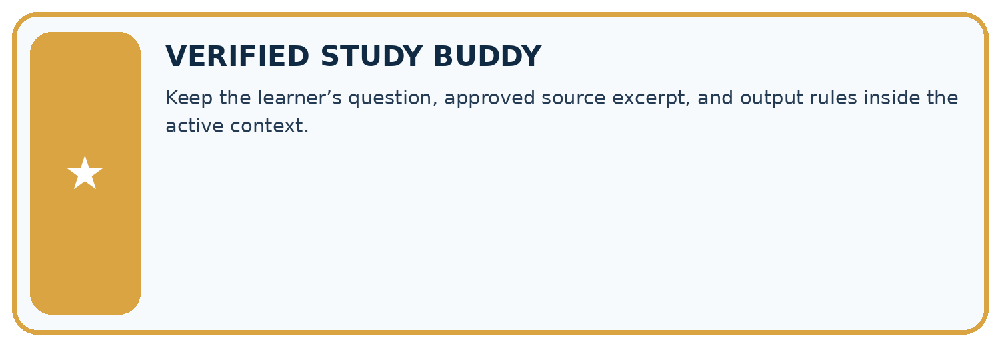 VERIFIED STUDY BUDDY
Keep the learner’s question, approved source excerpt, and output rules inside the
active context.